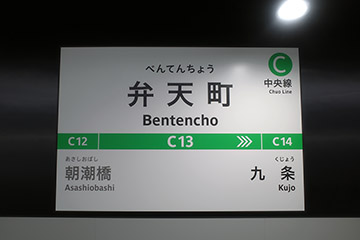 べんてんちょう
弁天町
Bentencho
C
中央線
Chuo Line
C12
C13
C14
あさしおばし
朝潮橋
Asashiobashi
くじょう
九条
Kujo